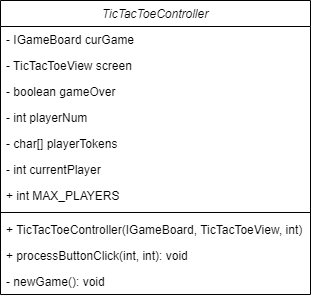 TicTacToeController
- IGameBoard curGame
- TicTacToeView screen
- boolean gameOver
- int playerNum
- char[] playerTokens
- int currentPlayer
+ int MAX_PLAYERS
+ TicTacToeController(IGameBoard, TicTacToeView, int)
+ processButtonClick(int, int): void
- newGame(): void